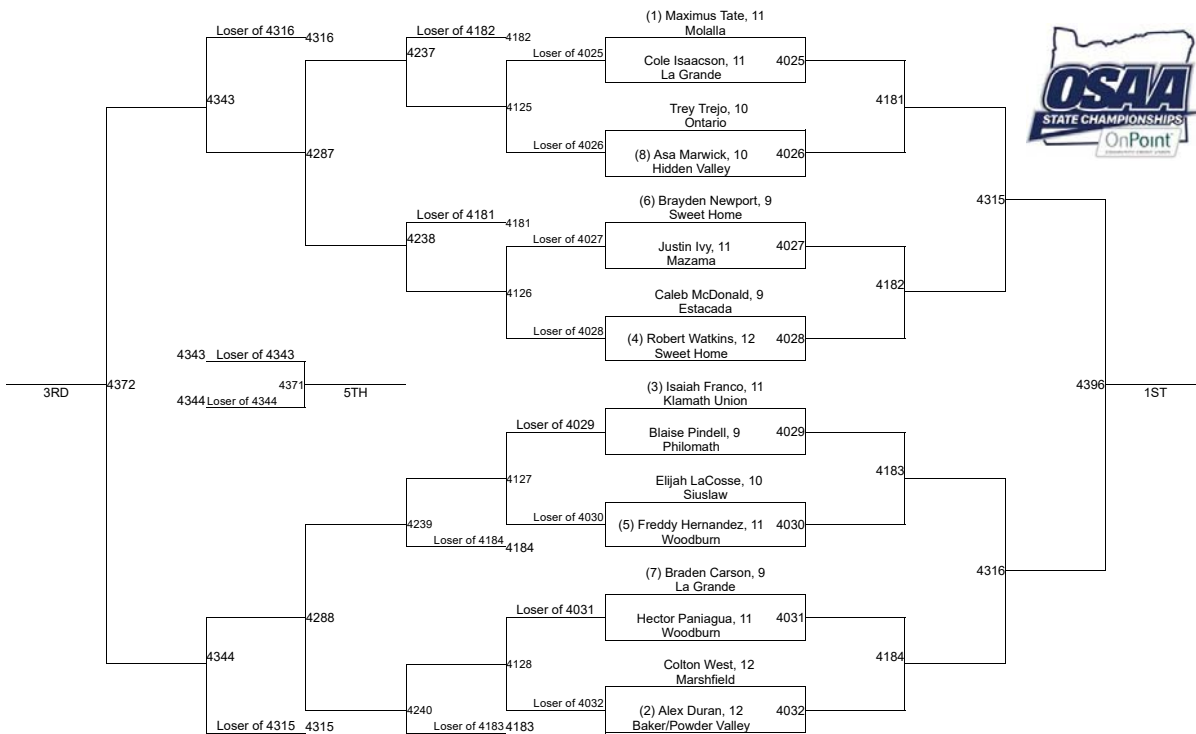 Loser of 4316 4316
Loser of 4182 4182
(1) Maximus Tate, 11
Molalla
4237
Loser of 4025
Cole Isaacson, 11 4025
La Grande
4343
4125
4181
Trey Trejo, 10
Ontario
4287
Loser of 4026
(8) Asa Marwick, 10 4026
Hidden Valley
OSAA
STATE CHAMPIONSHIPS
OnPoint
COMMUNITY CREDIT UNION
(6) Brayden Newport, 9
Sweet Home
4315
Loser of 4181 4181
4238
Loser of 4027
Justin Ivy, 11 4027
Mazama
4126
4182
Caleb McDonald, 9
Estacada
Loser of 4028
(4) Robert Watkins, 12 4028
Sweet Home
4343 Loser of 4343
3RD
4372
4371
5TH
4344 Loser of 4344
4396
1ST
(3) Isaiah Franco, 11
Klamath Union
Loser of 4029
Blaise Pindell, 9 4029
Philomath
4127
4183
Elijah LaCosse, 10
Siuslaw
4239
Loser of 4030
(5) Freddy Hernandez, 11 4030
Woodburn
Loser of 4184 4184
4316
(7) Braden Carson, 9
La Grande
4288
Loser of 4031
Hector Paniagua, 11 4031
Woodburn
4344
4128
4184
Colton West, 12
Marshfield
4240
Loser of 4032
(2) Alex Duran, 12 4032
Baker/Powder Valley
Loser of 4315 4315
Loser of 4183 4183